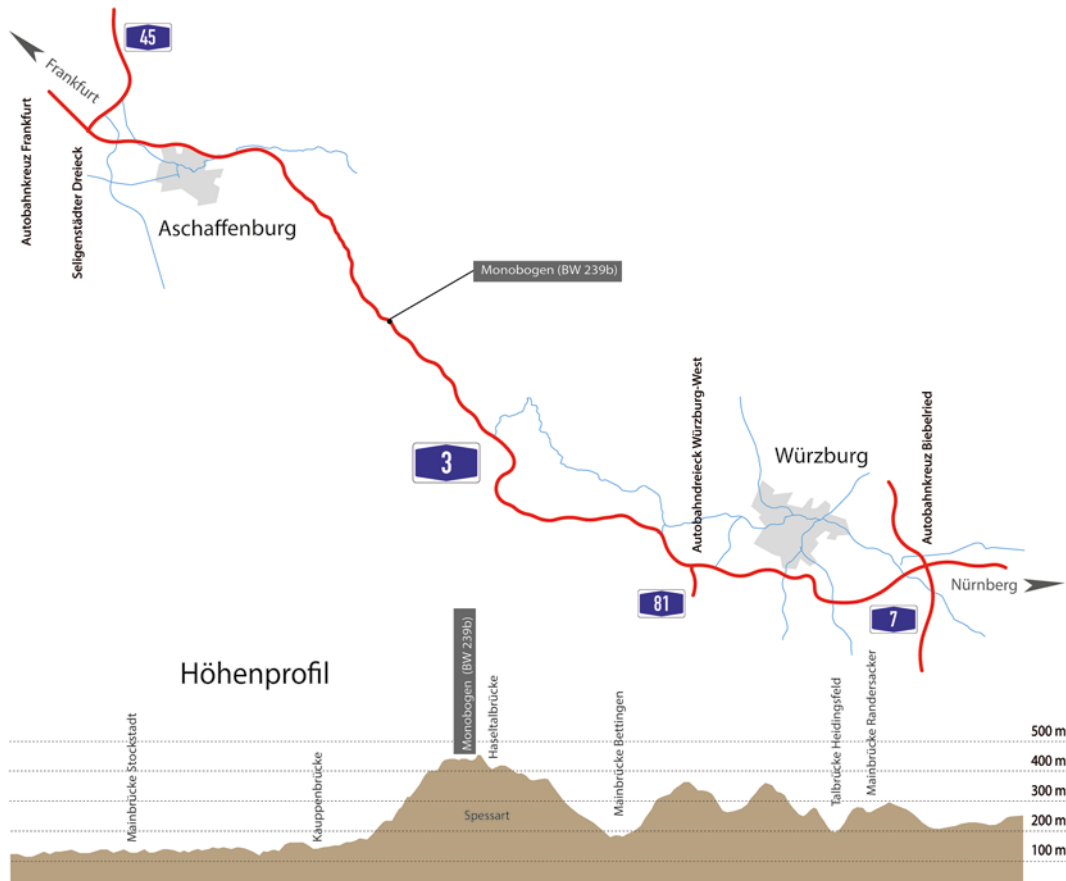 45
Frankfurt
Autobahnkreuz Frankfurt
Seligenstädter Dreieck
Aschaffenburg
Monobogen (BW 239b)
3
Autobahndreieck Würzburg-West
Würzburg
Autobahnkreuz Biebelried
Nürnberg
81
7
Höhenprofil
Mainbrücke Stockstadt
Kauppenbrücke
Monobogen (BW 239b)
Haseltalbrücke
Spessart
Mainbrücke Bettingen
Talbrücke Heidingsfeld
Mainbrücke Randersacker
500 m
400 m
300 m
200 m
100 m